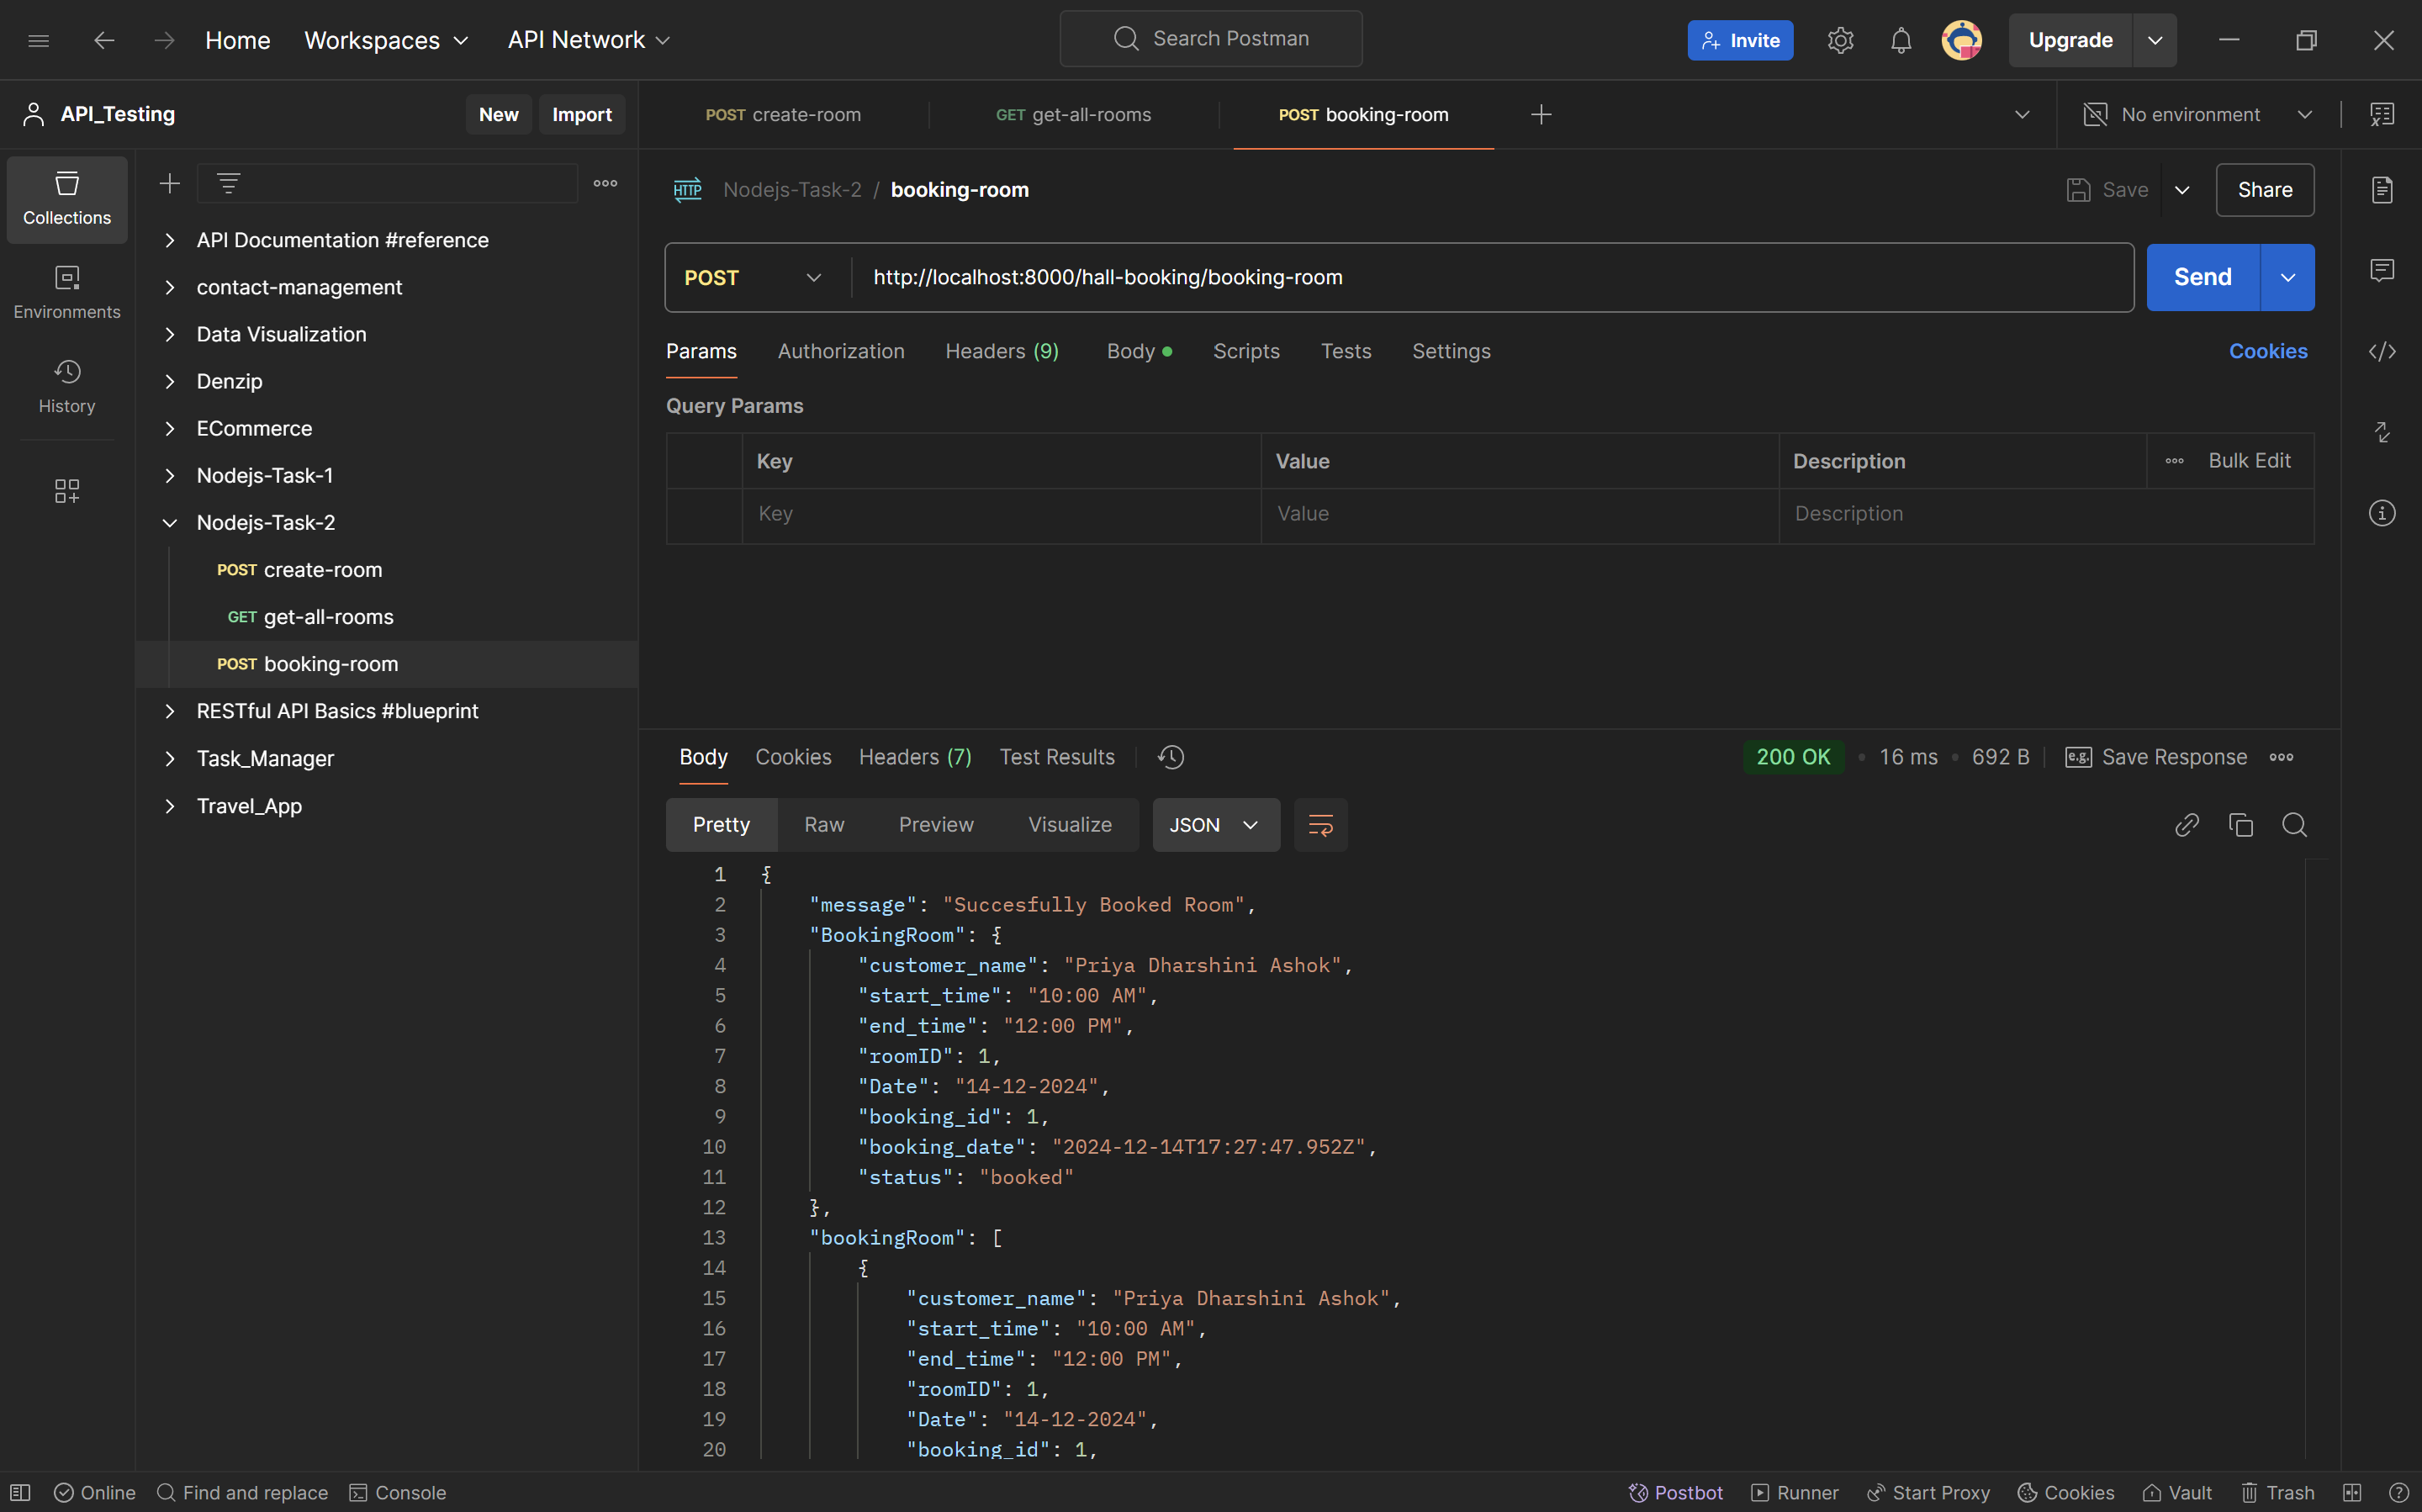 Home Workspaces API Network Search Postman Invite Upgrade
API_Testing New Import POST create-room GET get-all-rooms POST booking-room No environment
Collections
Environments
History
API Documentation #reference
contact-management
Data Visualization
Denzip
ECommerce
Nodejs-Task-1
Nodejs-Task-2
POST create-room
GET get-all-rooms
POST booking-room
RESTful API Basics #blueprint
Task_Manager
Travel_App
HTTP Nodejs-Task-2 / booking-room Save Share
POST http://localhost:8000/hall-booking/booking-room Send
Params Authorization Headers (9) Body Scripts Tests Settings Cookies
Query Params
Key Value Description Bulk Edit
Key Value Description
Body Cookies Headers (7) Test Results 200 OK 16 ms 692 B e.g. Save Response
Pretty Raw Preview Visualize JSON
1 {
2 "message": "Succesfully Booked Room",
3 "BookingRoom": {
4 "customer_name": "Priya Dharshini Ashok",
5 "start_time": "10:00 AM",
6 "end_time": "12:00 PM",
7 "roomID": 1,
8 "Date": "14-12-2024",
9 "booking_id": 1,
10 "booking_date": "2024-12-14T17:27:47.952Z",
11 "status": "booked"
12 },
13 "bookingRoom": [
14 {
15 "customer_name": "Priya Dharshini Ashok",
16 "start_time": "10:00 AM",
17 "end_time": "12:00 PM",
18 "roomID": 1,
19 "Date": "14-12-2024",
20 "booking_id": 1,
Online Find and replace Console Postbot Runner Start Proxy Cookies Vault Trash